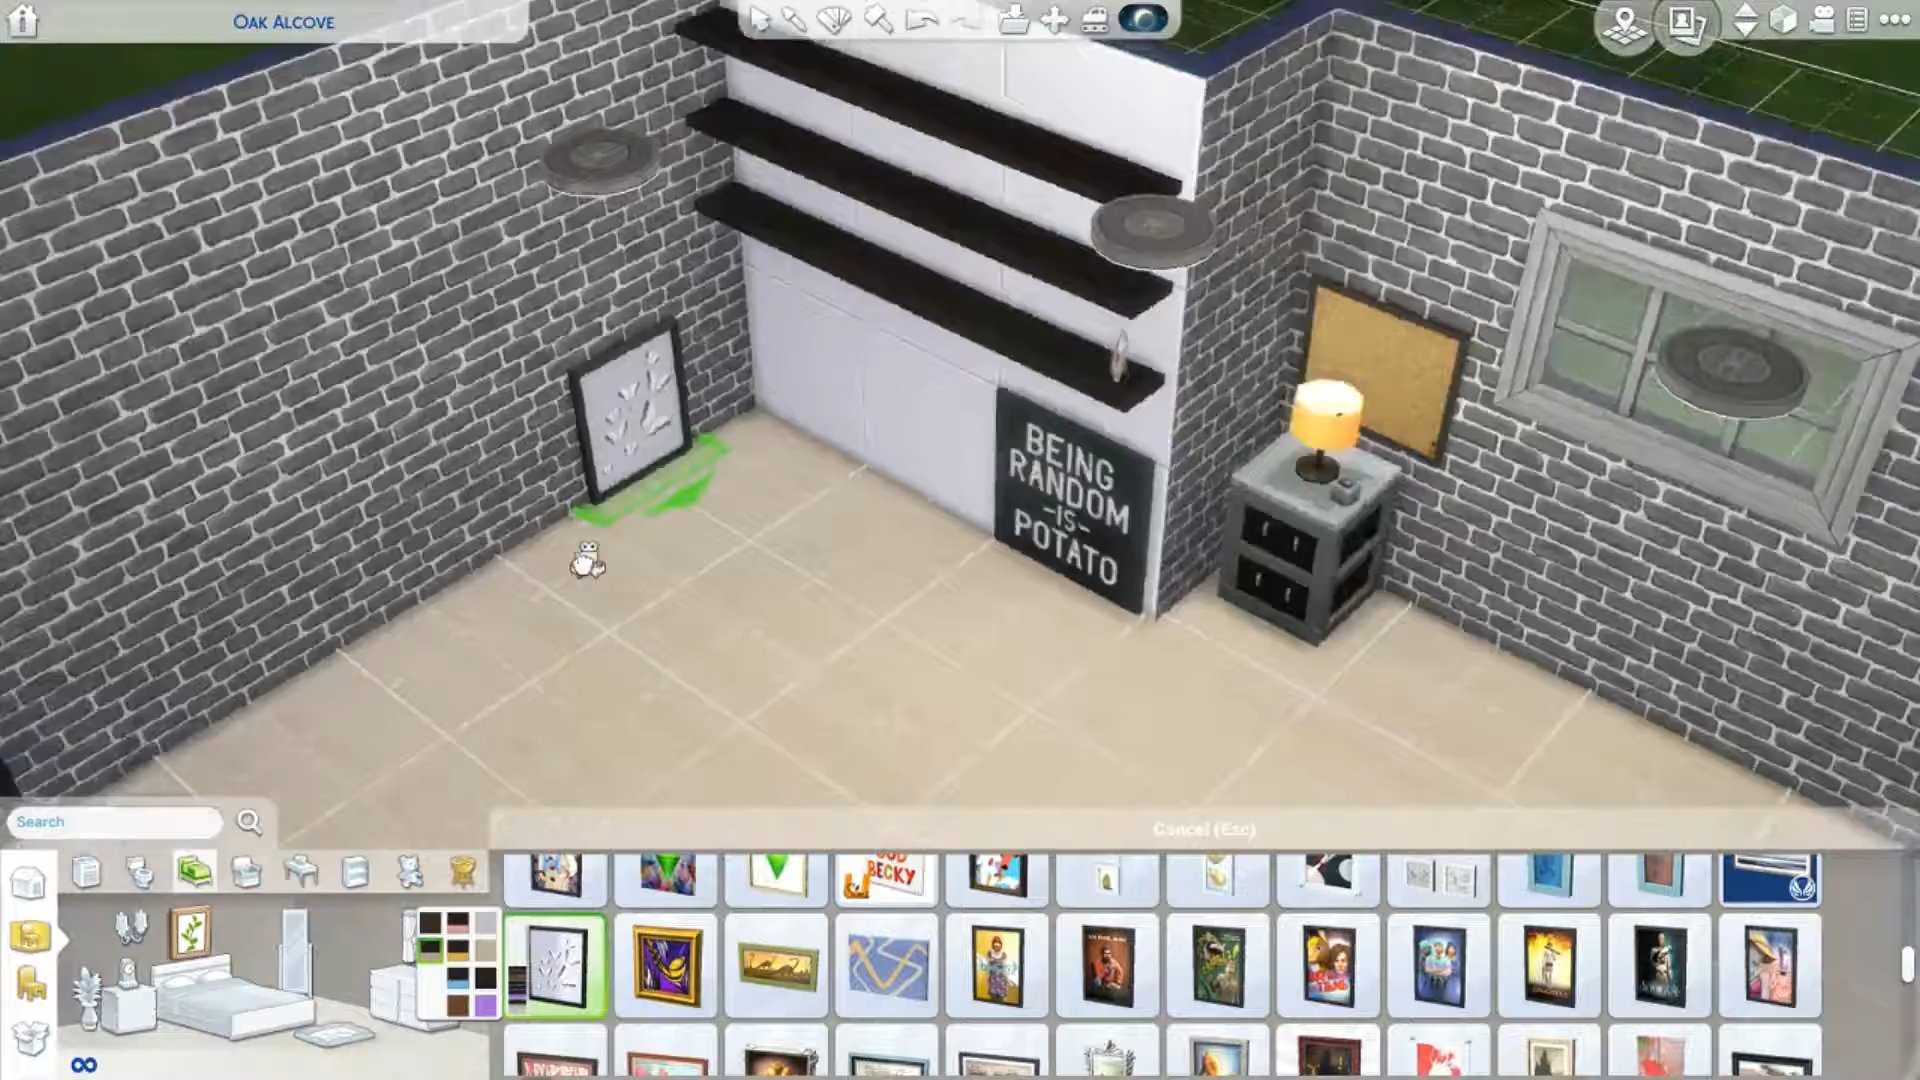 Oak Alcove
BEING
RANDOM
-IS-
POTATO
Search
Cancel (Esc)
BECKY